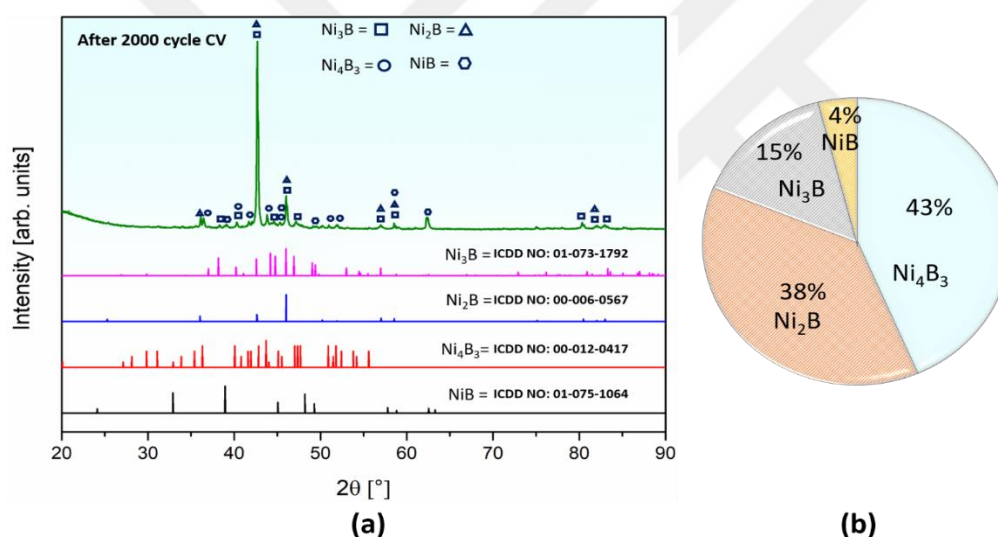 After 2000 cycle CV
Ni₃B = □ Ni₂B = △
Ni₄B₃ = ○ NiB = ⬡
Intensity [arb. units]
Ni₃B = ICDD NO: 01-073-1792
Ni₂B = ICDD NO: 00-006-0567
Ni₄B₃= ICDD NO: 00-012-0417
NiB = ICDD NO: 01-075-1064
20 30 40 50 60 70 80 90
2θ [°]
(a)
4%
NiB
15%
Ni₃B
43%
Ni₄B₃
38%
Ni₂B
(b)